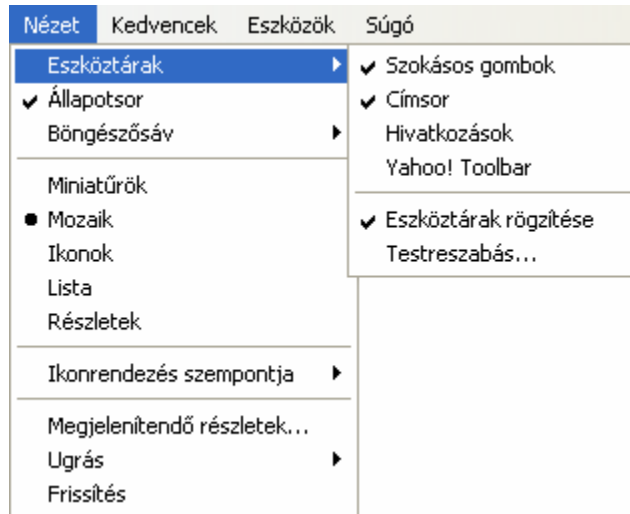 Nézet Kedvencek Eszközök Súgó
Eszköztárak
Állapotsor
Böngészősáv
Miniatűrök
Mozaik
Ikonok
Lista
Részletek
Ikonrendezés szempontja
Megjelenítendő részletek...
Ugrás
Frissítés
Szokásos gombok
Címsor
Hivatkozások
Yahoo! Toolbar
Eszköztárak rögzítése
Testreszabás...